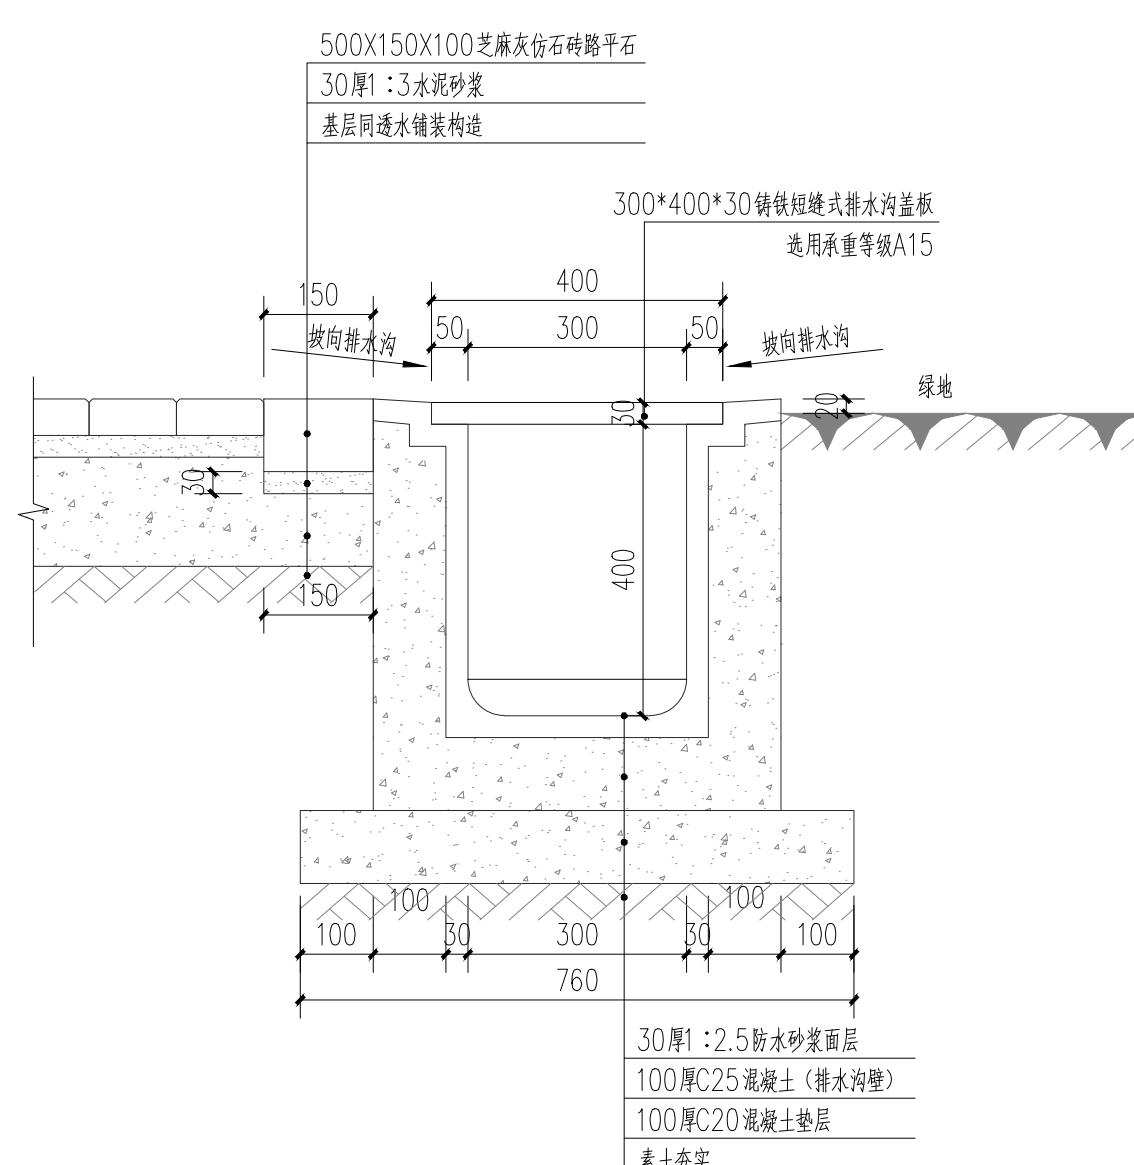 500X150X100芝麻灰仿石砖路平石
30厚1：3水泥砂浆
基层同透水铺装构造
300*400*30铸铁短缝式排水沟盖板
选用承重等级A15
400
150
50 300 50
坡向排水沟
坡向排水沟
绿地
20
30
30
400
150
100 100
100 30 300 30 100
760
30厚1：2.5防水砂浆面层
100厚C25混凝土（排水沟壁）
100厚C20混凝土垫层
素土夯实